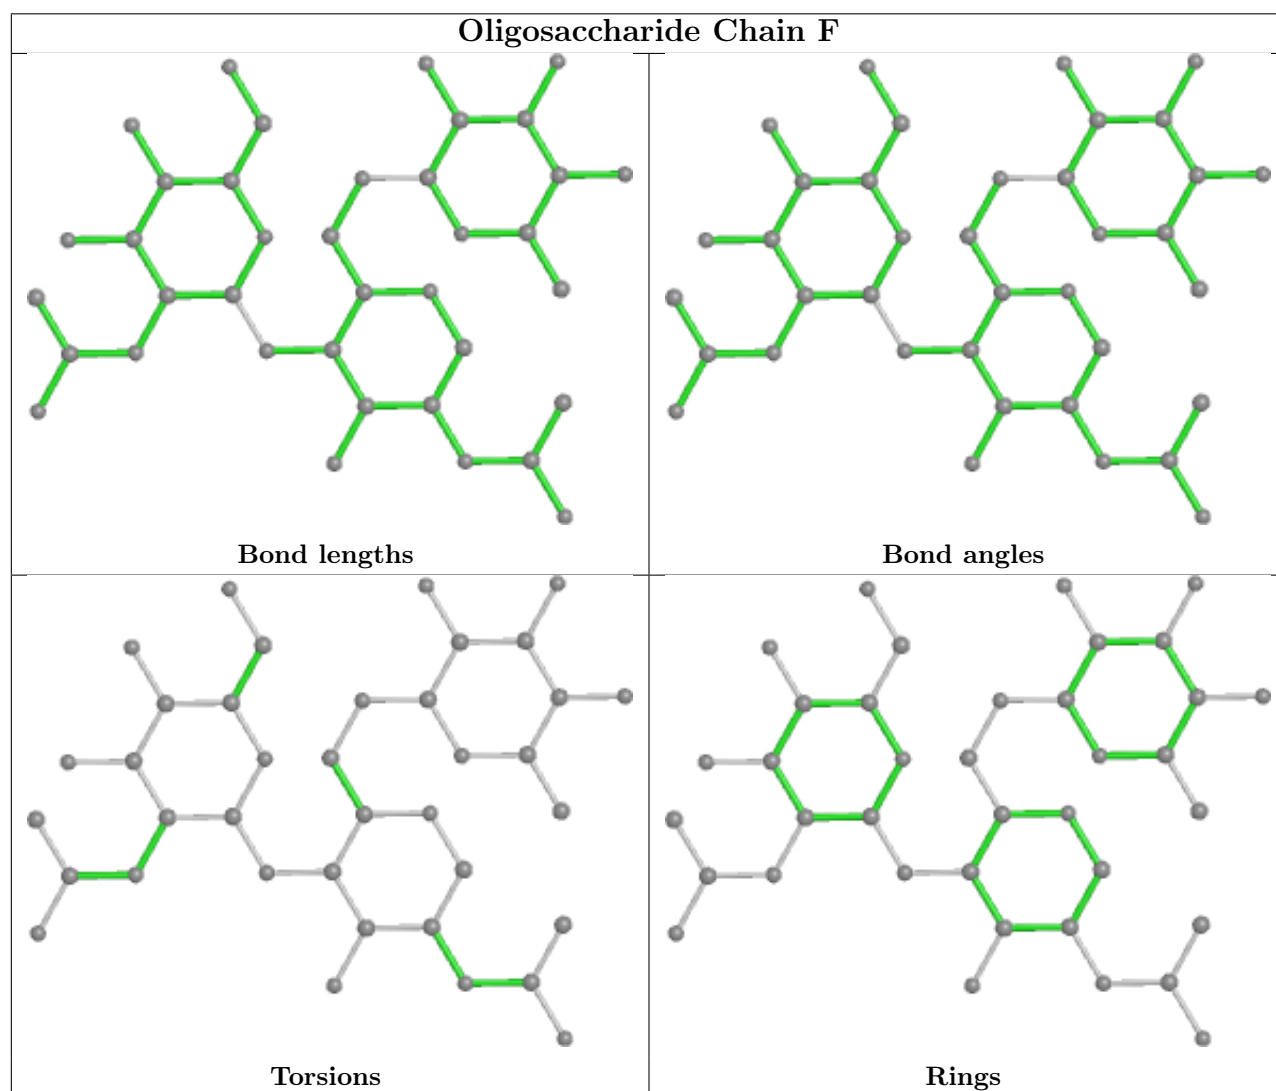 Oligosaccharide Chain F
Bond lengths
Bond angles
Torsions
Rings